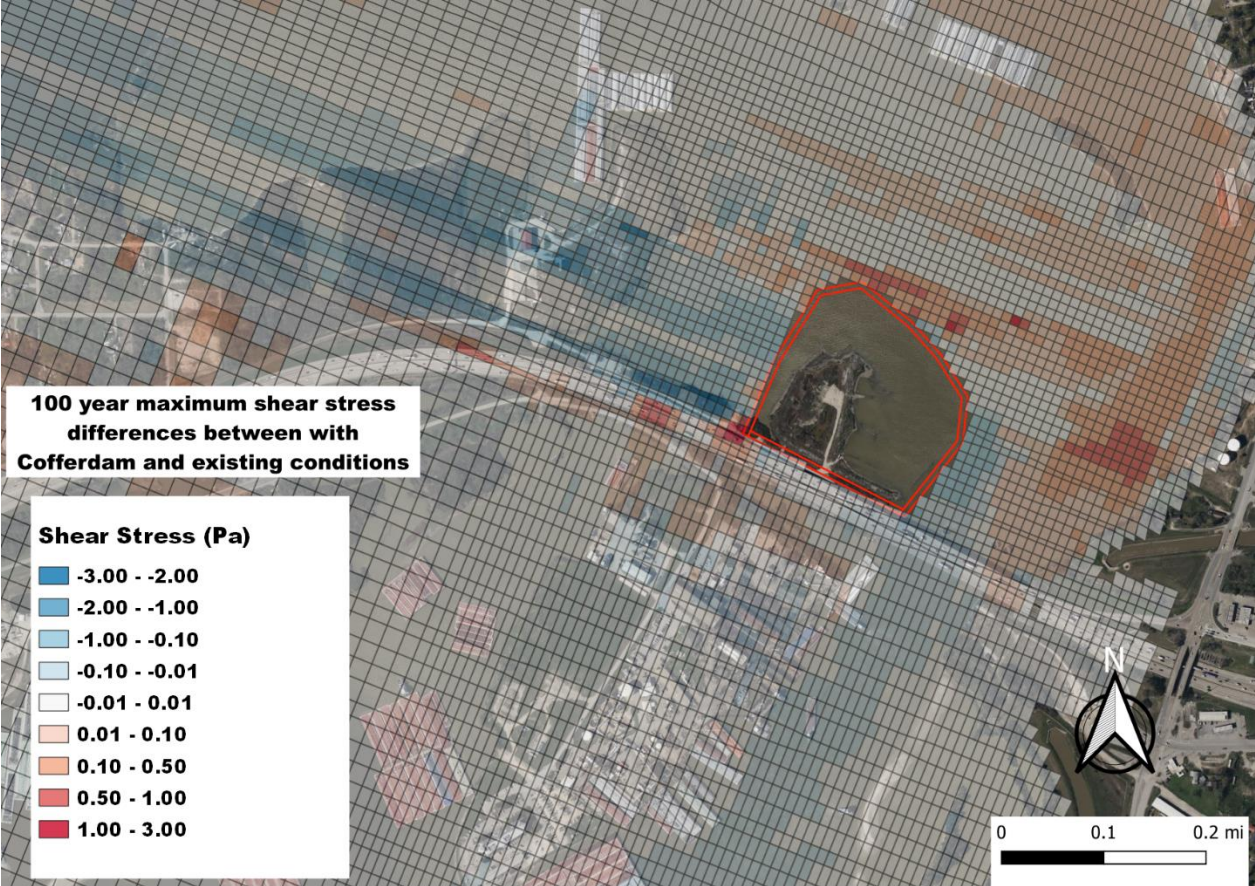 100 year maximum shear stress
differences between with
Cofferdam and existing conditions
Shear Stress (Pa)
-3.00 - -2.00
-2.00 - -1.00
-1.00 - -0.10
-0.10 - -0.01
-0.01 - 0.01
0.01 - 0.10
0.10 - 0.50
0.50 - 1.00
1.00 - 3.00
N
0 0.1 0.2 mi